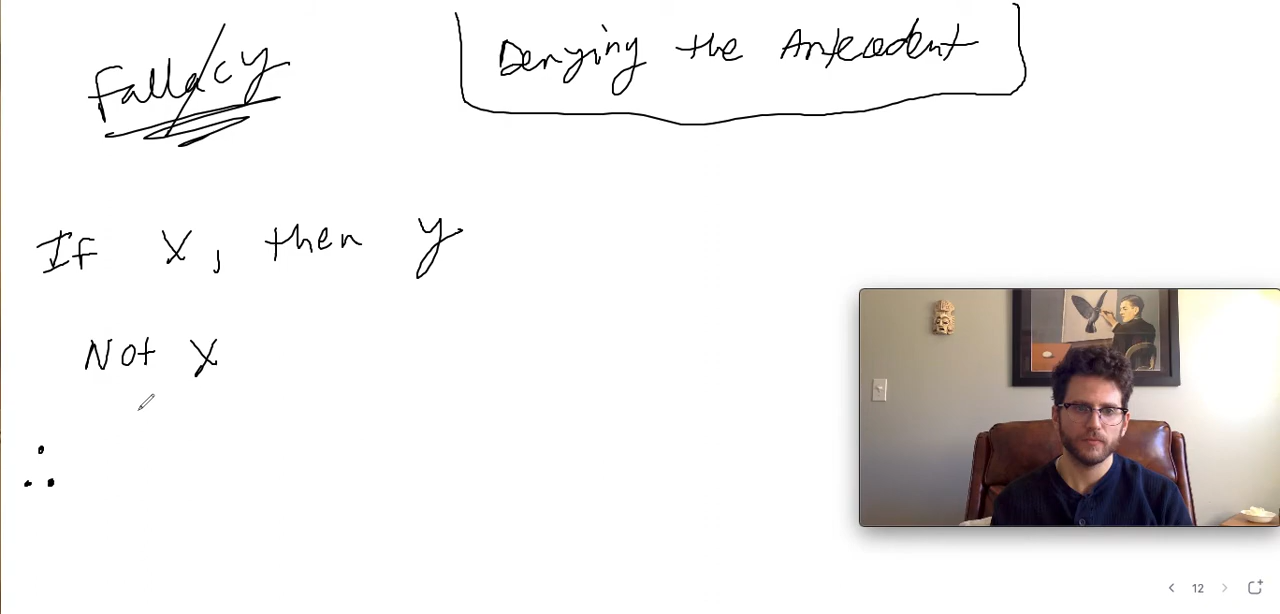 Fallacy
Denying the Antecedent
If X, then y
Not X
∴
12